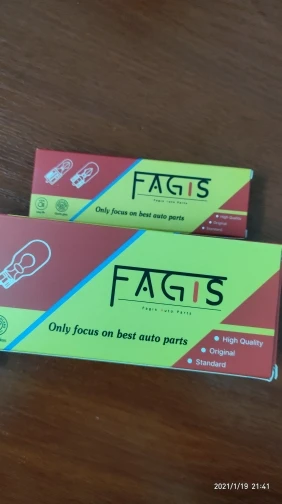 FAGIS
Fagis Auto Parts
Only focus on best auto parts
High Quality
Original
Standard
FAGIS
Fagis Auto Parts
Only focus on best auto parts
High Quality
Original
Standard
2021/1/19 21:41